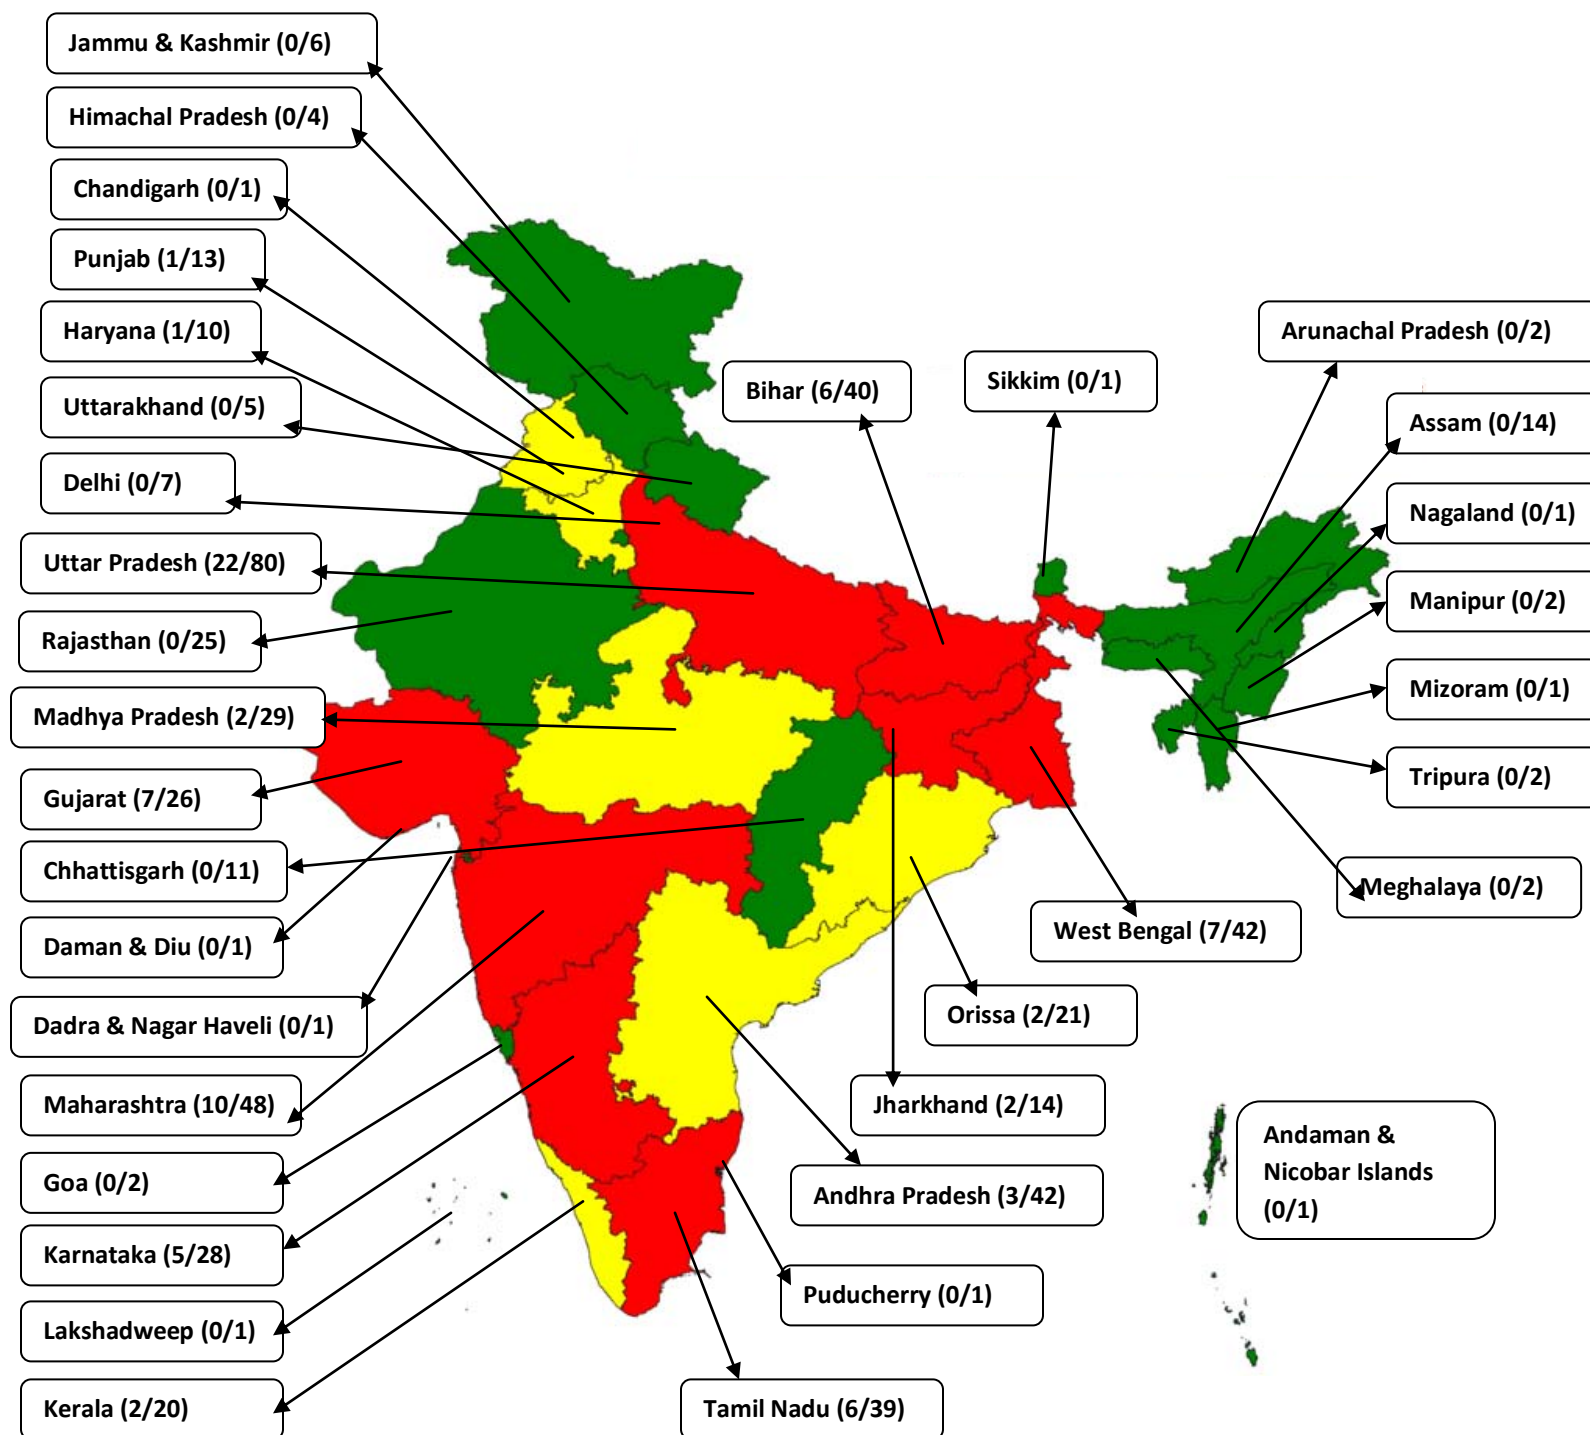 Jammu & Kashmir (0/6)
Himachal Pradesh (0/4)
Chandigarh (0/1)
Punjab (1/13)
Haryana (1/10)
Uttarakhand (0/5)
Delhi (0/7)
Uttar Pradesh (22/80)
Rajasthan (0/25)
Madhya Pradesh (2/29)
Gujarat (7/26)
Chhattisgarh (0/11)
Daman & Diu (0/1)
Dadra & Nagar Haveli (0/1)
Maharashtra (10/48)
Goa (0/2)
Karnataka (5/28)
Lakshadweep (0/1)
Kerala (2/20)
Bihar (6/40)
Sikkim (0/1)
Arunachal Pradesh (0/2)
Assam (0/14)
Nagaland (0/1)
Manipur (0/2)
Mizoram (0/1)
Tripura (0/2)
Meghalaya (0/2)
West Bengal (7/42)
Orissa (2/21)
Jharkhand (2/14)
Andhra Pradesh (3/42)
Puducherry (0/1)
Tamil Nadu (6/39)
Andaman &
Nicobar Islands
(0/1)